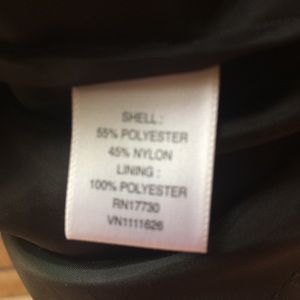 SHELL :
55% POLYESTER
45% NYLON
LINING :
100% POLYESTER
RN17730
VN1111626